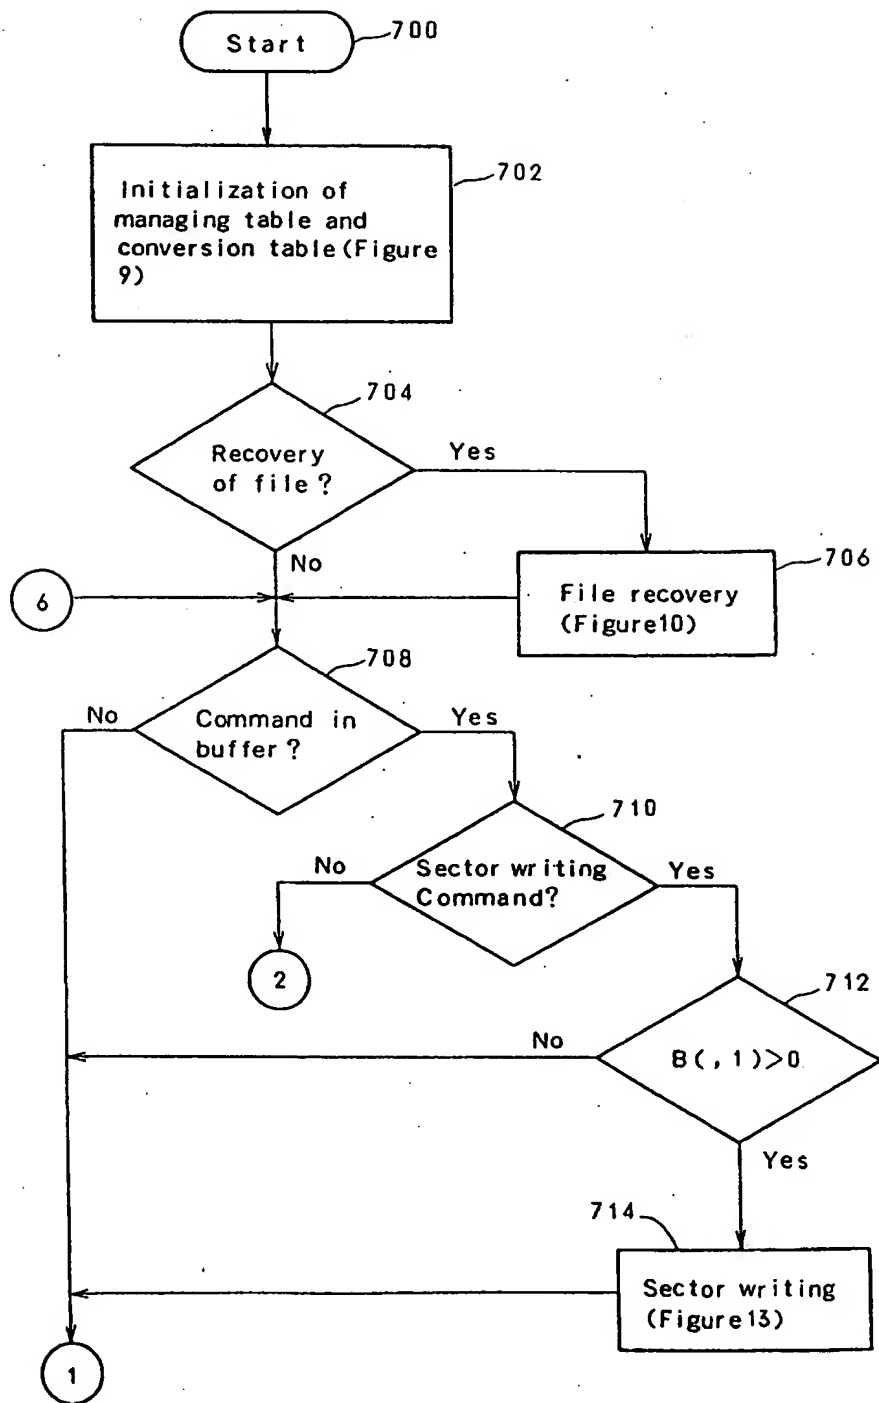 Start
700
702
Initialization of
managing table and
conversion table(Figure
9)
704
Recovery
of file?
Yes
No
706
6
File recovery
(Figure10)
708
No
Command in
buffer?
Yes
710
No
Sector writing
Command?
Yes
2
712
No
B(,1)>0
Yes
714
Sector writing
(Figure13)
1